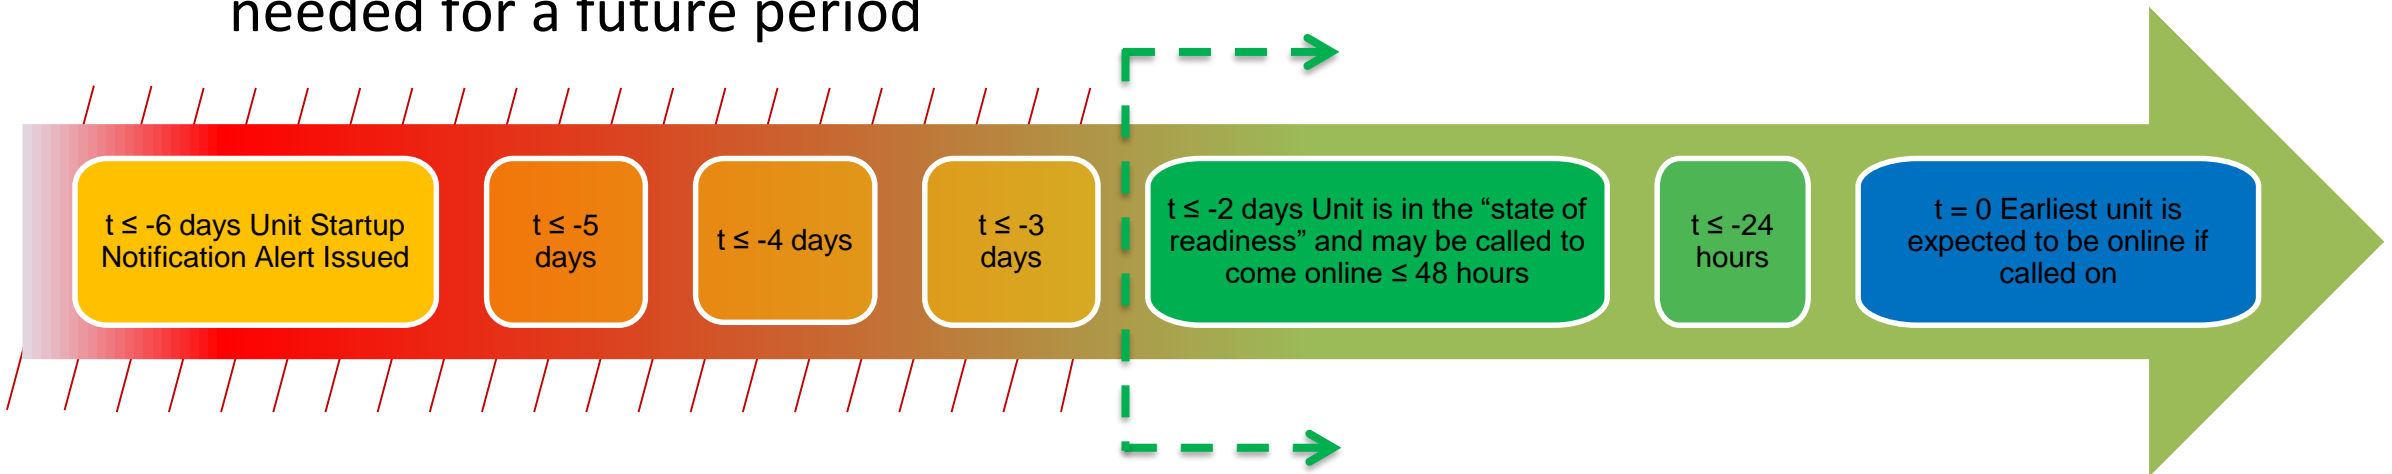 needed for a future period
t ≤ -6 days Unit Startup
Notification Alert Issued
t ≤ -5
days
t ≤ -4 days
t ≤ -3
days
t ≤ -2 days Unit is in the “state of
readiness” and may be called to
come online ≤ 48 hours
t ≤ -24
hours
t = 0 Earliest unit is
expected to be online if
called on